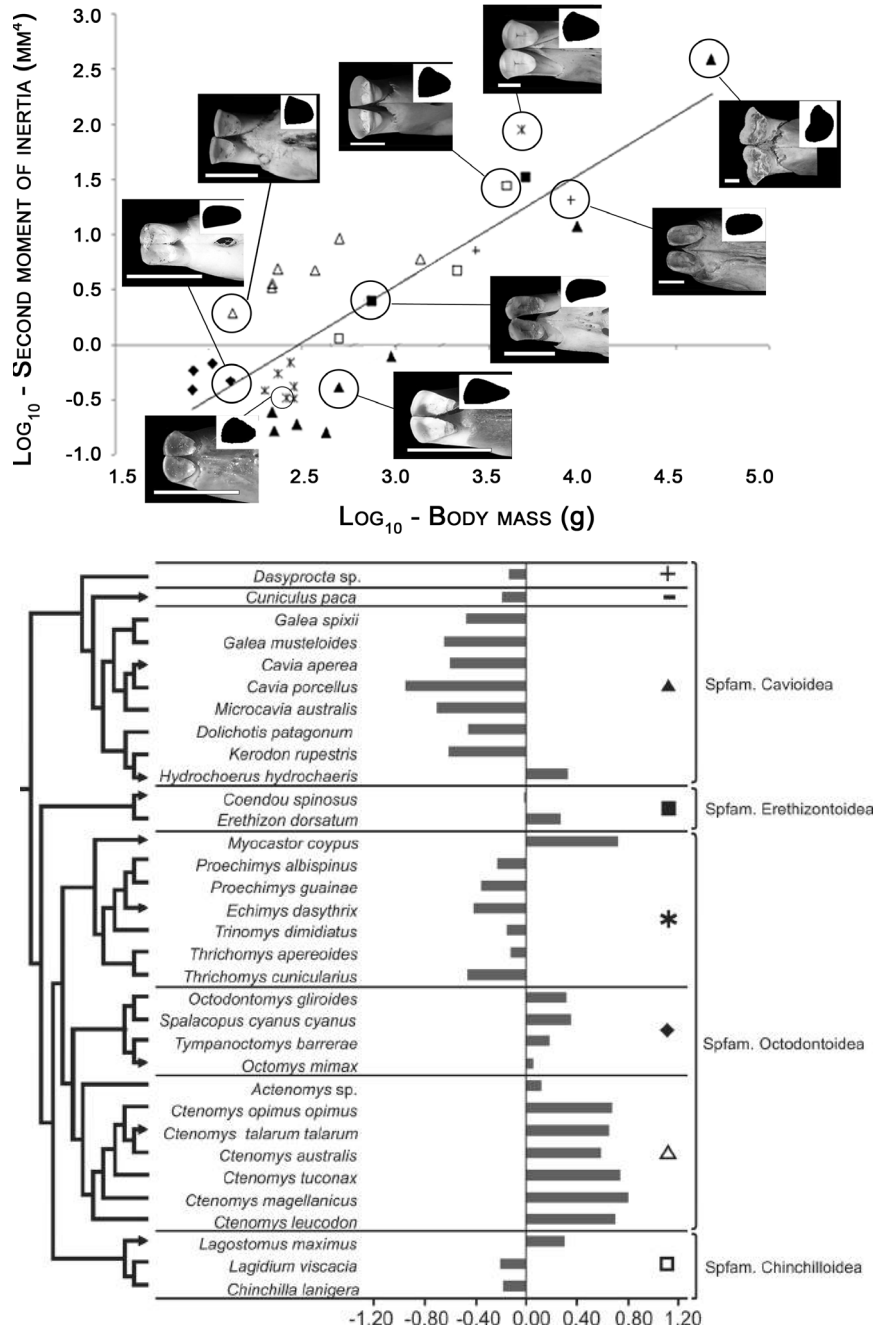 LOG10 - SECOND MOMENT OF INERTIA (MM4)
3.0
2.5
2.0
1.5
1.0
0.5
0.0
-0.5
-1.0
1.5
2.5
3.0
3.5
4.0
4.5
5.0
LOG10 - BODY MASS (g)
Dasyprocta sp.
Cuniculus paca
Galea spixii
Galea musteloides
Cavia aperea
Cavia porcellus
Microcavia australis
Dolichotis patagonum
Kerodon rupestris
Hydrochoerus hydrochaeris
Spfam. Cavioidea
Coendou spinosus
Erethizon dorsatum
Spfam. Erethizontoidea
Myocastor coypus
Proechimys albispinus
Proechimys guainae
Echimys dasythrix
Trinomys dimidiatus
Thrichomys apereoides
Thrichomys cunicularius
Octodontomys gliroides
Spalacopus cyanus cyanus
Tympanoctomys barrerae
Octomys mimax
Spfam. Octodontoidea
Actenomys sp.
Ctenomys opimus opimus
Ctenomys talarum talarum
Ctenomys australis
Ctenomys tuconax
Ctenomys magellanicus
Ctenomys leucodon
Lagostomus maximus
Lagidium viscacia
Chinchilla lanigera
Spfam. Chinchilloidea
-1.20 -0.80 -0.40 0.00 0.40 0.80 1.20